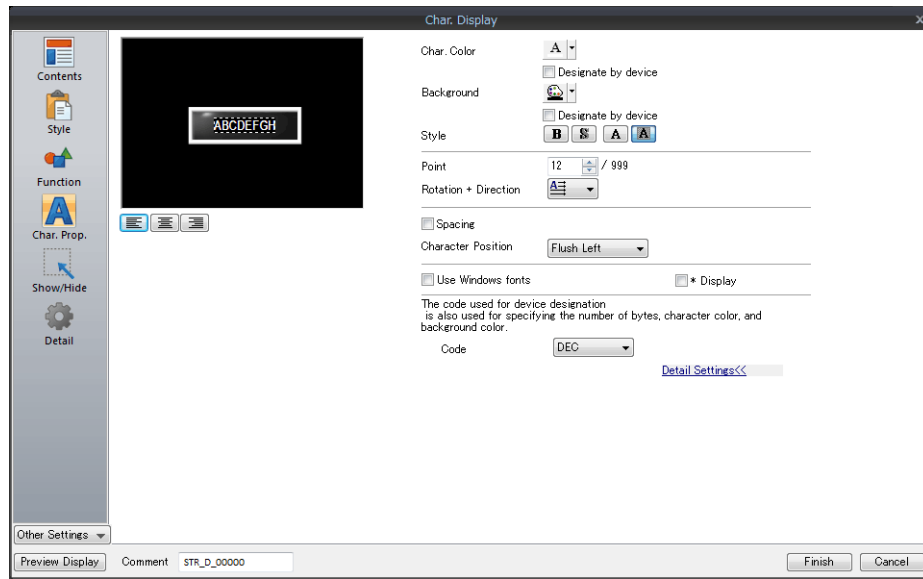 Char. Display
Contents
Style
Function
Char. Prop.
Show/Hide
Detail
Other Settings
ABCDEFGH
Char. Color
A
Designate by device
Background
Designate by device
Style
B S A A
Point
12 / 999
Rotation + Direction
A
Spacing
Character Position
Flush Left
Use Windows fonts
* Display
The code used for device designation
is also used for specifying the number of bytes, character color, and
background color.
Code
DEC
Detail Settings<<
Preview Display
Comment
STR_D_00000
Finish
Cancel